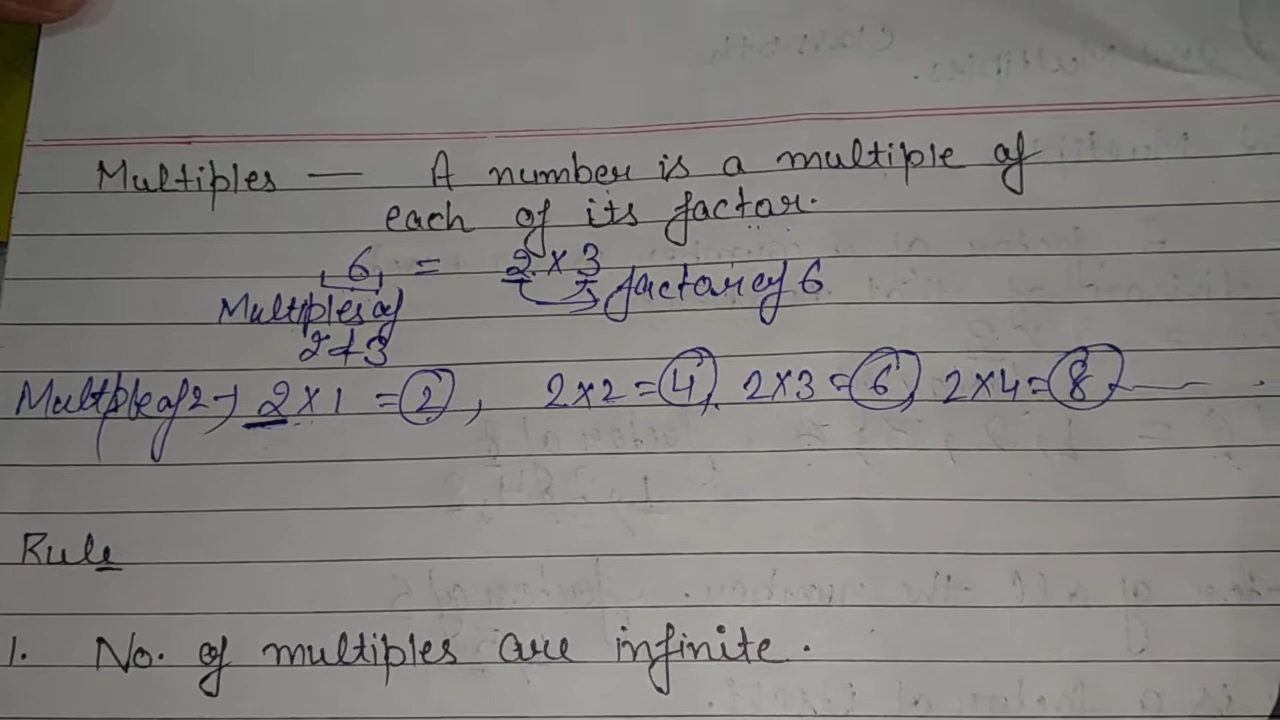 Multiples — A number is a multiple of
each of its factor.
6 = 2 x 3
factor of 6
Multiples of
2 + 3
Multiple of 2 → 2 x 1 = 2, 2 x 2 = 4, 2 x 3 = 6, 2 x 4 = 8 —— .
Rule
1. No. of multiples are infinite.